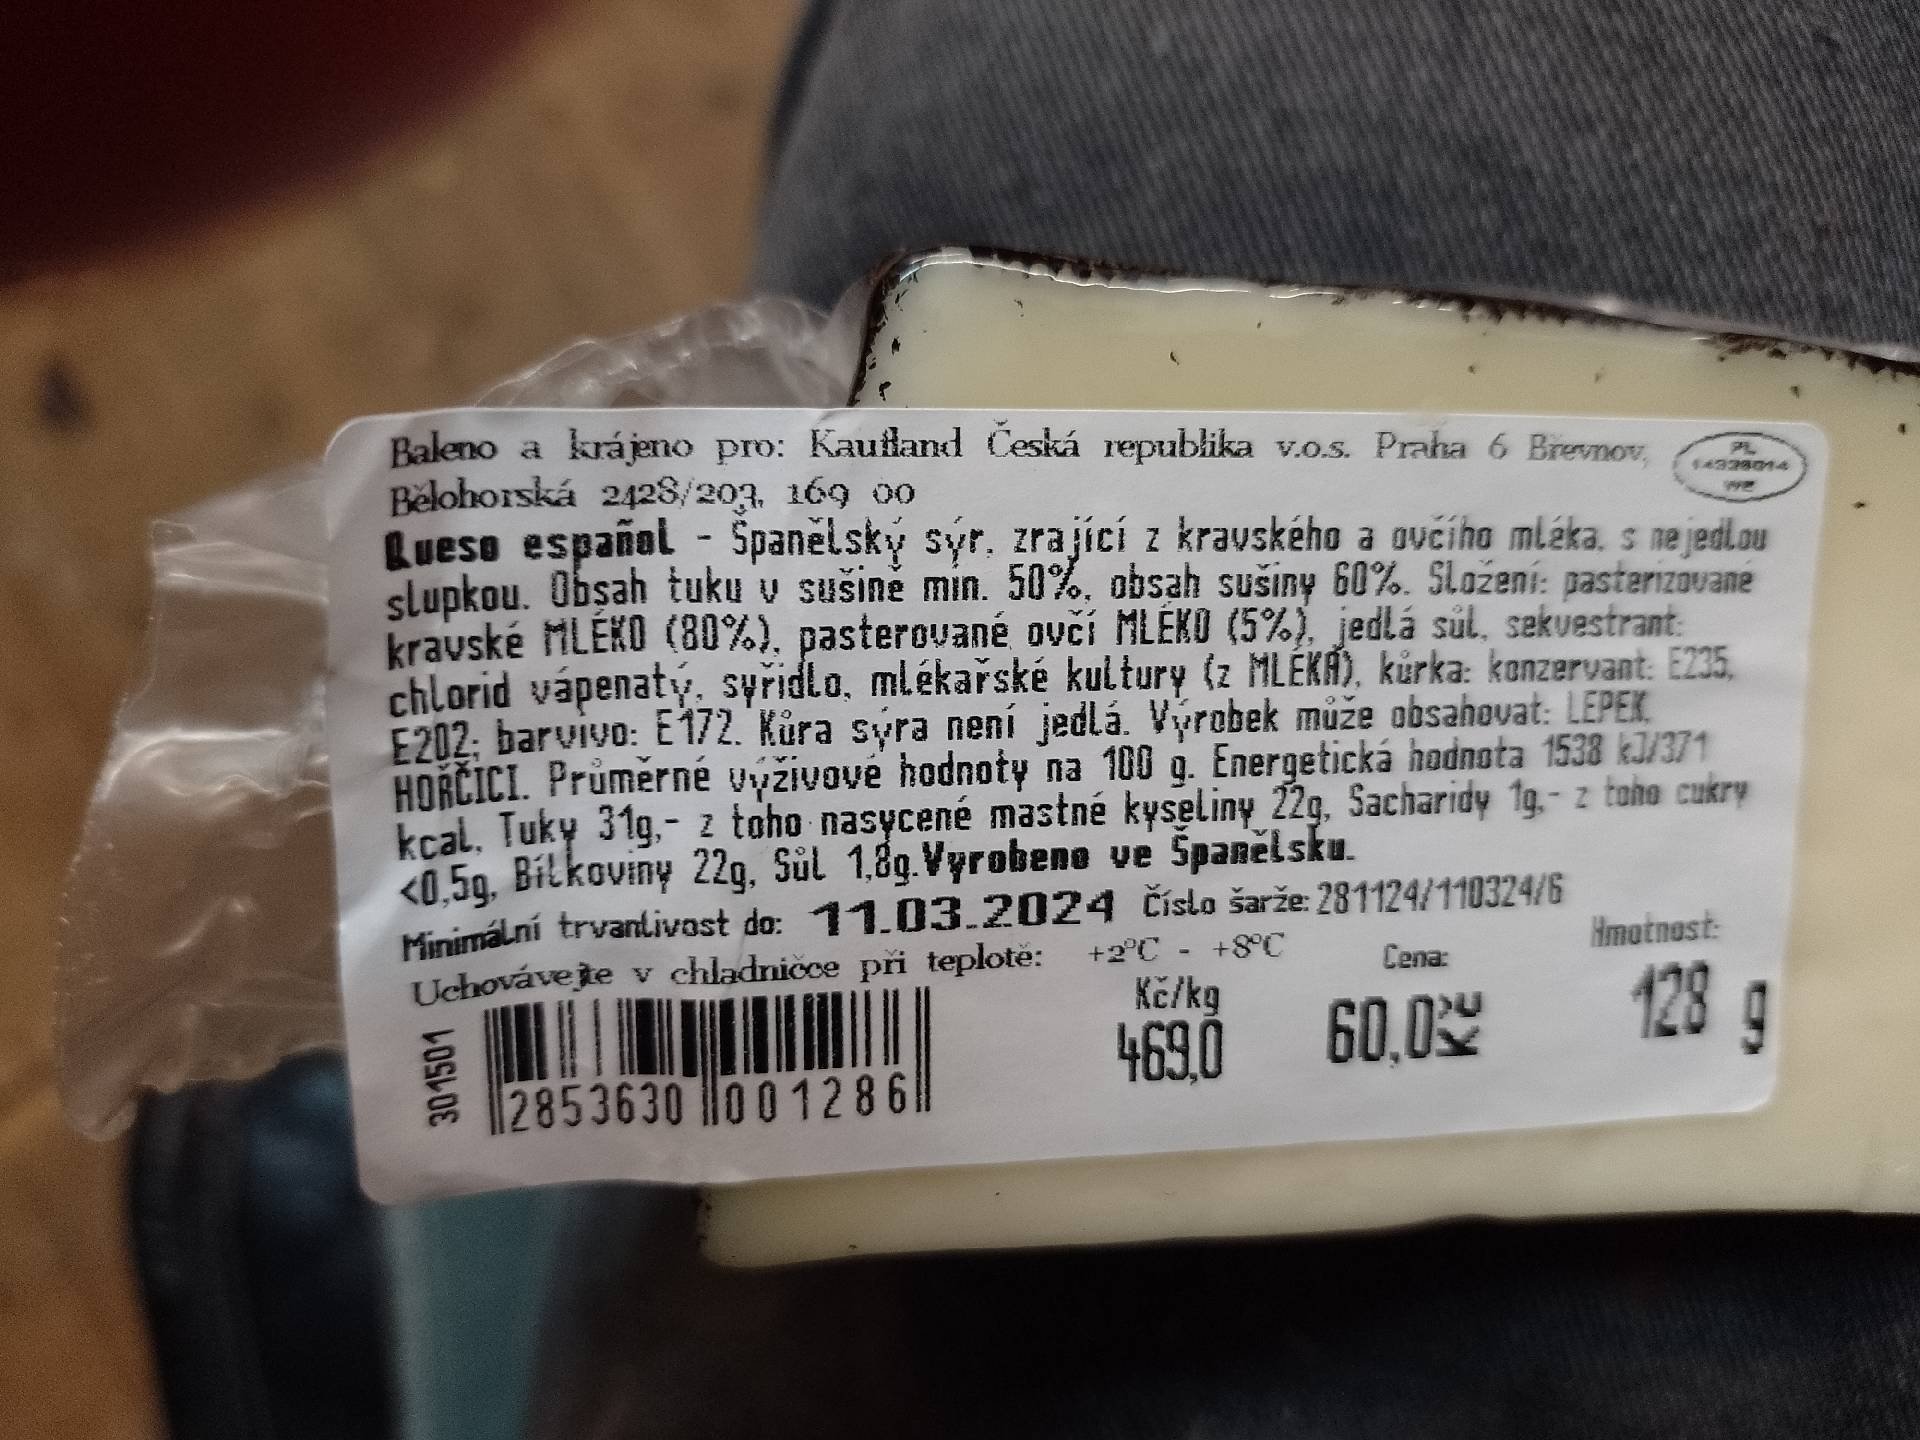 Baleno a krájeno pro: Kaufland Česká republika v.o.s. Praha 6 Břevnov,
Bělohorská 2428/203, 169 00
PL
14328014
WE
Queso español - Španělský sýr, zrající z kravského a ovčího mléka, s nejedlou
slupkou. Obsah tuku v sušině min. 50%, obsah sušiny 60%. Složení: pasterizované
kravské MLÉKO (80%), pasterované ovčí MLÉKO (5%), jedlá sůl, sekvestrant:
chlorid vápenatý, syřidlo, mlékařské kultury (z MLÉKA), kůrka: konzervant: E235,
E202; barvivo: E172. Kůra sýra není jedlá. Výrobek může obsahovat: LEPEK,
HOŘČICI. Průměrné výživové hodnoty na 100 g. Energetická hodnota 1538 kJ/371
kcal, Tuky 31g,- z toho nasycené mastné kyseliny 22g, Sacharidy 1g,- z toho cukry
<0,5g, Bílkoviny 22g, Sůl 1,8g.Vyrobeno ve Španělsku.
Minimální trvanlivost do: 11.03.2024 Číslo šarže: 281124/110324/6
Uchovávejte v chladničce při teplotě: +2°C - +8°C
Kč/kg Cena: Hmotnost:
469,0 60,0 Kč 128 g
301501
2853630 001286